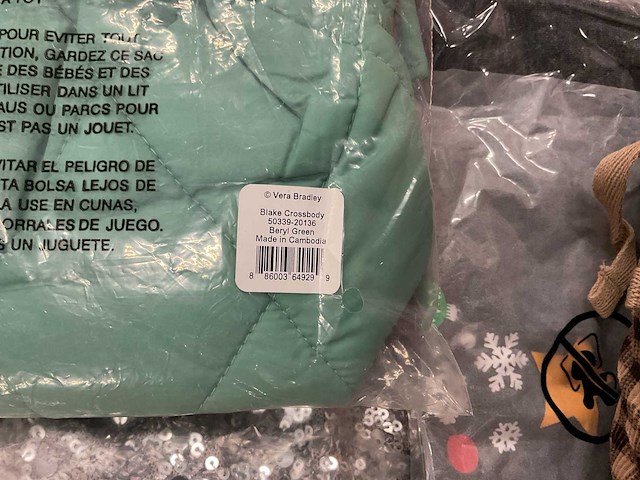 POUR EVITER TOUT
TION, GARDEZ CE SAC
DES BÉBÉS ET DES
TILISER DANS UN LIT
AUS OU PARCS POUR
ST PAS UN JOUET.
VITAR EL PELIGRO DE
TA BOLSA LEJOS DE
LA USE EN CUNAS,
ORRALES DE JUEGO.
S UN JUGUETE.
© Vera Bradley
Blake Crossbody
50339-20136
Beryl Green
Made in Cambodia
8 86003 64929 9